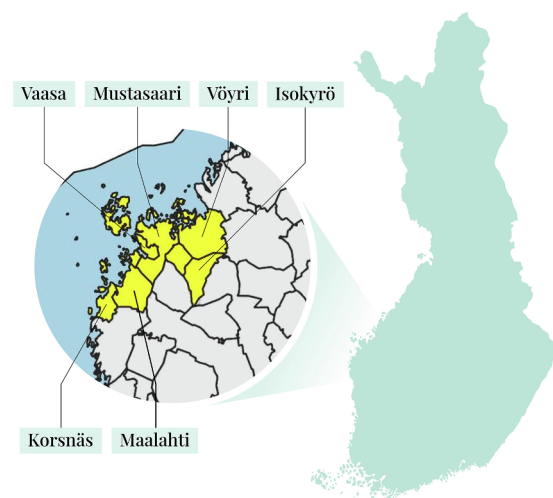 Vaasa
Mustasaari
Vöyri
Isokyrö
Korsnäs
Maalahti